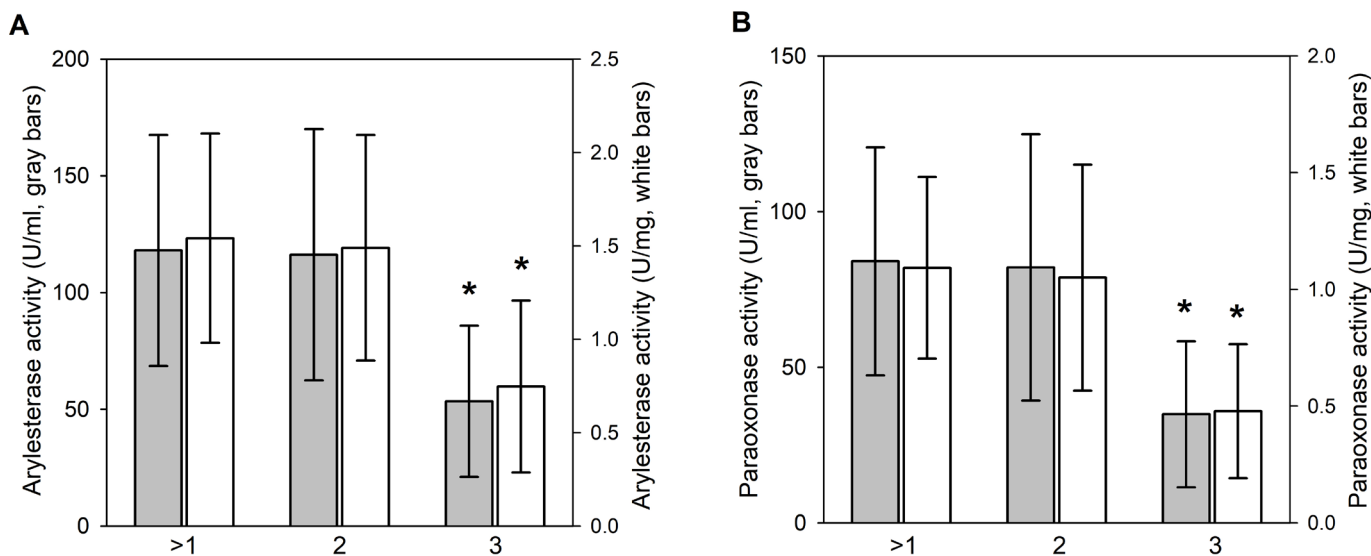 A
Arylesterase activity (U/ml, gray bars)
200
150
100
50
0
* *
>1 2 3
2.5
2.0
1.5
1.0
0.5
0.0
Arylesterase activity (U/mg, white bars)
B
Paraoxonase activity (U/ml, gray bars)
150
100
50
0
* *
>1 2 3
2.0
1.5
1.0
0.5
0.0
Paraoxonase activity (U/mg, white bars)